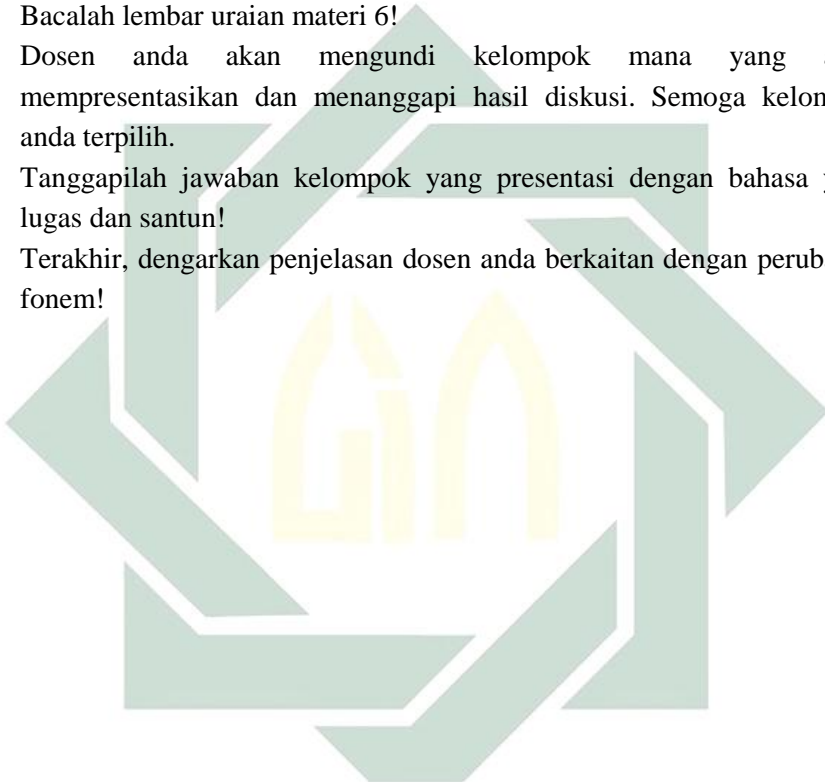 Bacalah lembar uraian materi 6!
Dosen anda akan mengundi kelompok mana yang
mempresentasikan dan menanggapi hasil diskusi. Semoga
anda terpilih.
Tanggapilah jawaban kelompok yang presentasi dengan bahasa
lugas dan santun!
Terakhir, dengarkan penjelasan dosen anda berkaitan dengan
fonem!